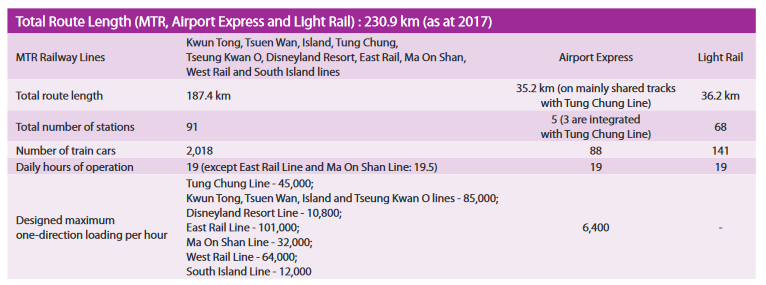 Total Route Length (MTR, Airport Express and Light Rail) : 230.9 km (as at 2017)
MTR Railway Lines
Kwun Tong, Tsuen Wan, Island, Tung Chung,
Tseung Kwan O, Disneyland Resort, East Rail, Ma On Shan,
West Rail and South Island lines
Airport Express
Light Rail
Total route length
187.4 km
35.2 km (on mainly shared tracks
with Tung Chung Line)
36.2 km
Total number of stations
91
5 (3 are integrated
with Tung Chung Line)
68
Number of train cars
2,018
88
141
Daily hours of operation
19 (except East Rail Line and Ma On Shan Line: 19.5)
19
19
Designed maximum
one-direction loading per hour
Tung Chung Line - 45,000;
Kwun Tong, Tsuen Wan, Island and Tseung Kwan O lines - 85,000;
Disneyland Resort Line - 10,800;
East Rail Line - 101,000;
Ma On Shan Line - 32,000;
West Rail Line - 64,000;
South Island Line - 12,000
6,400
-